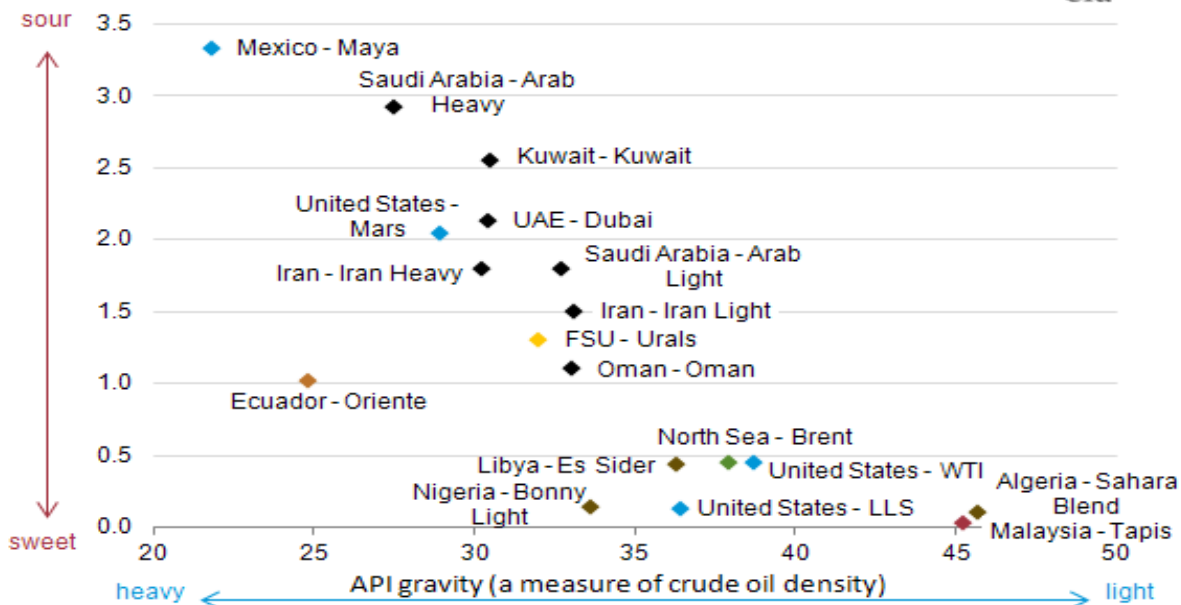 sour
3.5
Mexico - Maya
Saudi Arabia - Arab
Heavy
3.0
2.5
Kuwait - Kuwait
United States -
Mars
UAE - Dubai
2.0
Iran - Iran Heavy
Saudi Arabia - Arab
Light
1.5
Iran - Iran Light
FSU - Urals
Oman - Oman
1.0
Ecuador - Oriente
North Sea - Brent
0.5
Libya - Es Sider
United States - WTI
Nigeria - Bonny
Light
United States - LLS
Algeria - Sahara
Blend
Malaysia - Tapis
0.0
sweet
20 25 30 35 40 45 50
API gravity (a measure of crude oil density)
heavy
light